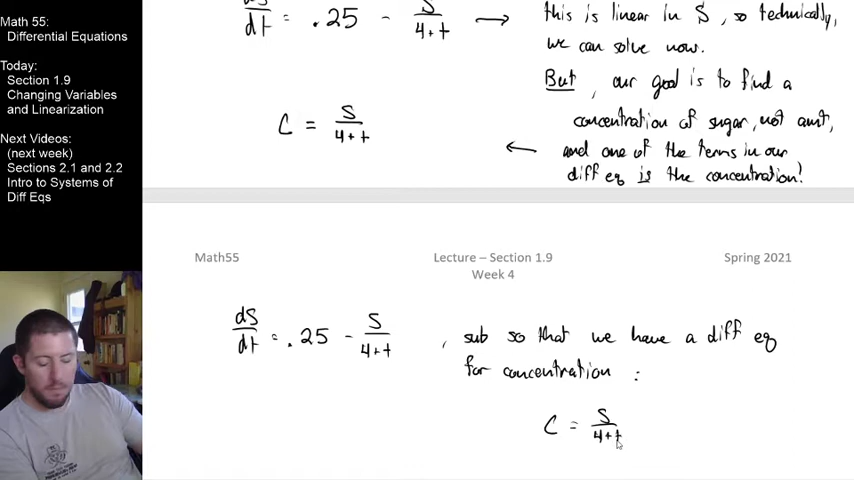 Math 55:
Differential Equations
Today:
Section 1.9
Changing Variables
and Linearization
Next Videos:
(next week)
Sections 2.1 and 2.2
Intro to Systems of
Diff Eqs
dS/dt = .25 - S/4+t → this is linear in S, so technically,
we can solve now.
But, our goal is to find a
C = S/4+t
concentration of sugar, not amt,
← and one of the terms in our
diff eq is the concentration!
Math55 Lecture – Section 1.9 Spring 2021
Week 4
dS/dt = .25 - S/4+t , sub so that we have a diff eq
for concentration :
C = S/4+t